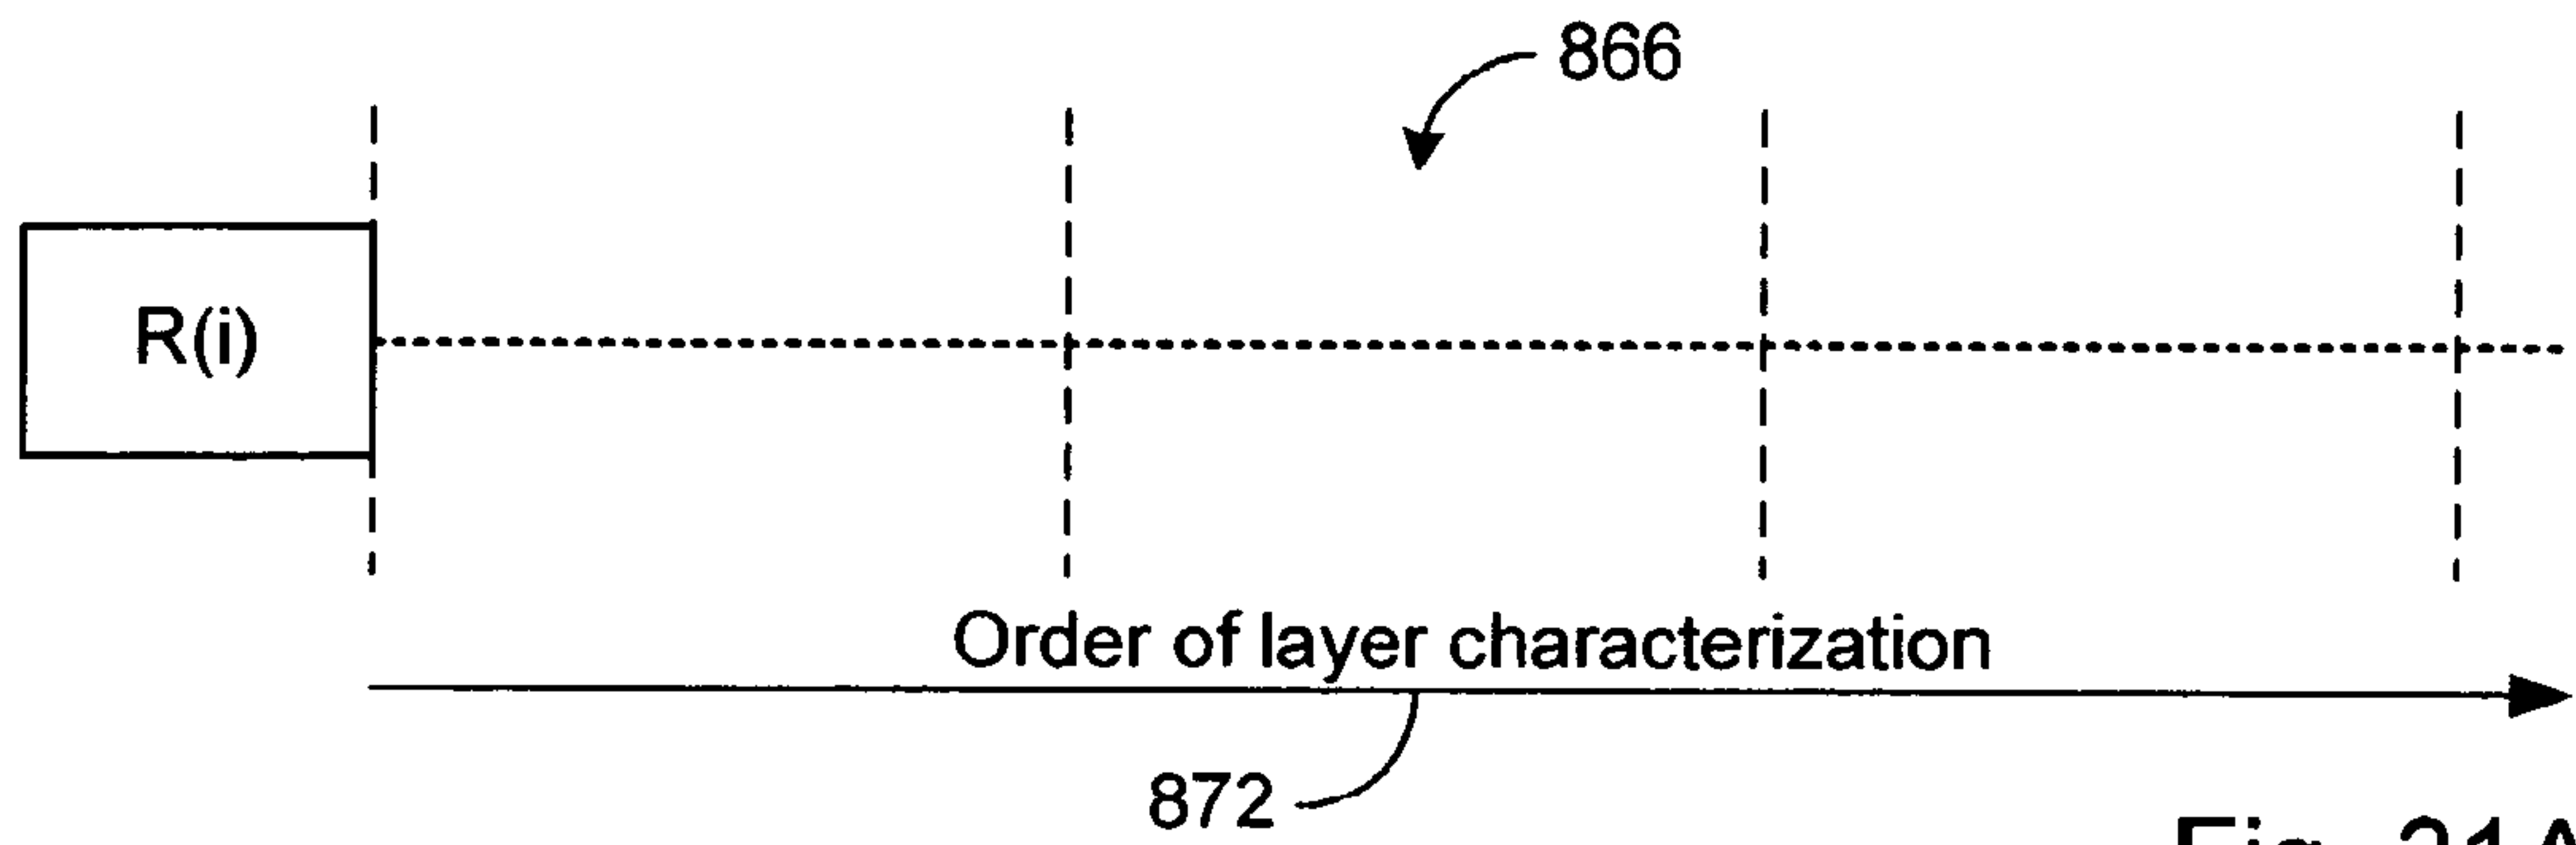 866
R(i)
Order of layer characterization
872